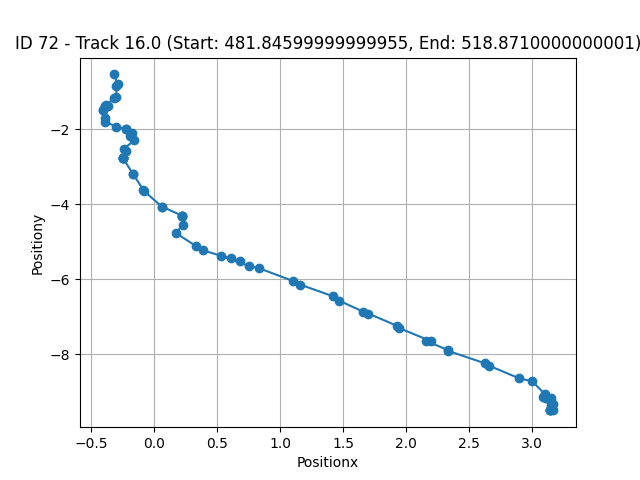 ID 72 - Track 16.0 (Start: 481.84599999999955, End: 518.8710000000001)
Positiony
−2
−4
−6
−8
−0.5 0.0 0.5 1.0 1.5 2.0 2.5 3.0
Positionx